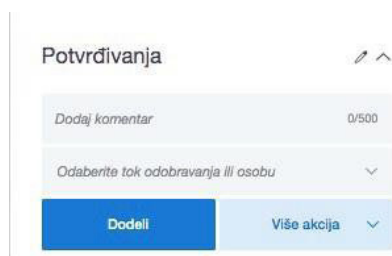 Potvrđivanja
Dodaj komentar 0/500
Odaberite tok odobravanja ili osobu
Dodeli Više akcija